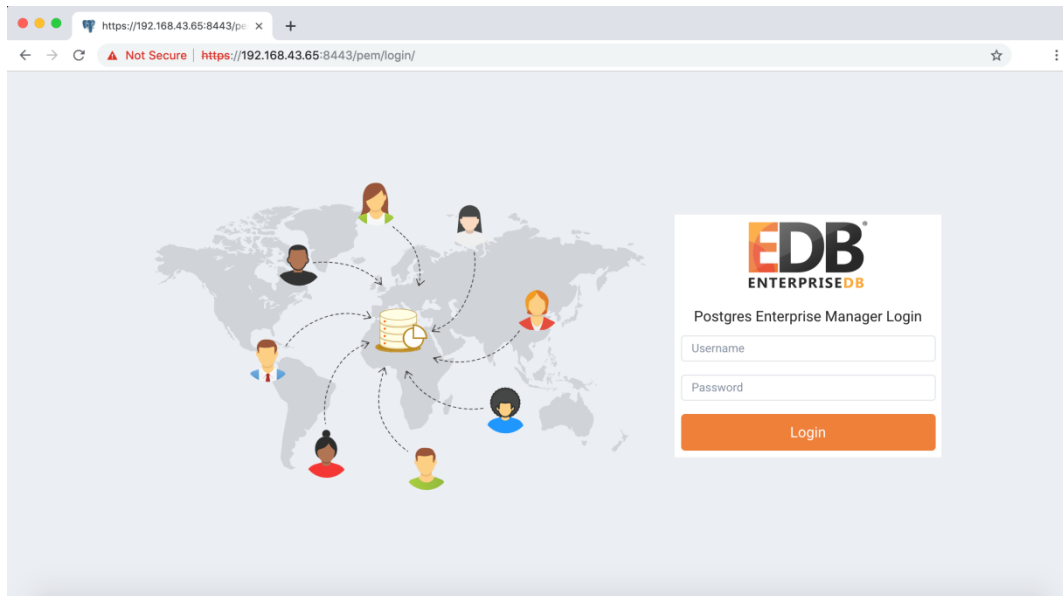 https://192.168.43.65:8443/pe
Not Secure | https://192.168.43.65:8443/pem/login/
EDB®
ENTERPRISEDB
Postgres Enterprise Manager Login
Username
Password
Login